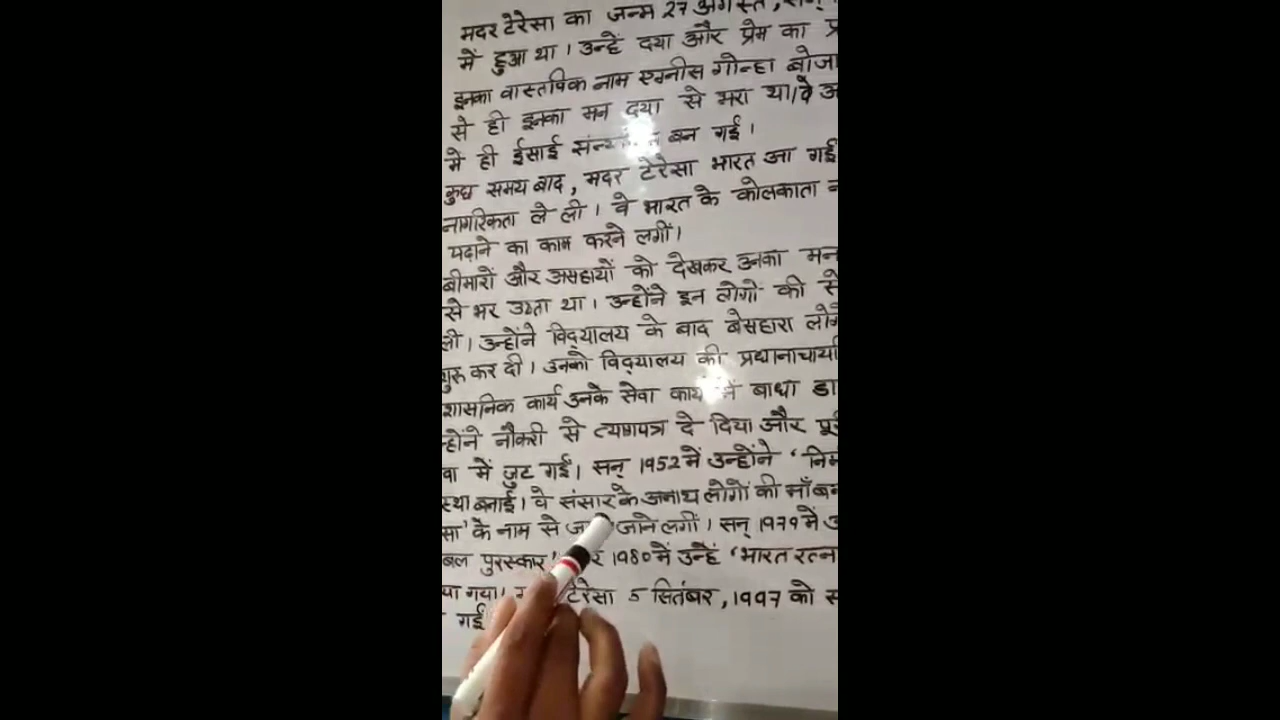 मदर टेरेसा का जन्म 27 अगस्त,
में हुआ था। उन्हें दया और प्रेम का
इनका वास्तविक नाम एग्नीस गोन्हा बोजा
से ही इनका मन दया से भरा था। वे
मे ही ईसाई बन गई।
कुछ समय बाद, मदर टेरेसा भारत आ गई
नागरिकता ले ली। वे भारत के कोलकाता
पढ़ाने का काम करने लगीं।
बीमारों और असहायों को देखकर उनका मन
से भर उठता था। उन्होंने इन लोगो की से
ली। उन्होंने विद्यालय के बाद बेसहारा लोगों
शुरू कर दी। उनको विद्यालय की प्रधानाचार्या
शासनिक कार्य उनके सेवा कार्य में बाधा डा
न्होंने नौकरी से त्यागपत्र दे दिया और पूरी
वा में जुट गई। सन् 1952 में उन्होंने ‘निर्म
स्था बनाई। वे संसार के अनाथ लोगों की माँ बन
सा’ के नाम से जाने लगीं। सन् 1979 में उ
बल पुरस्कार’ 1980 में उन्हें ‘भारत रत्न
या गया। टेरेसा 5 सितंबर, 1997 को स
गई